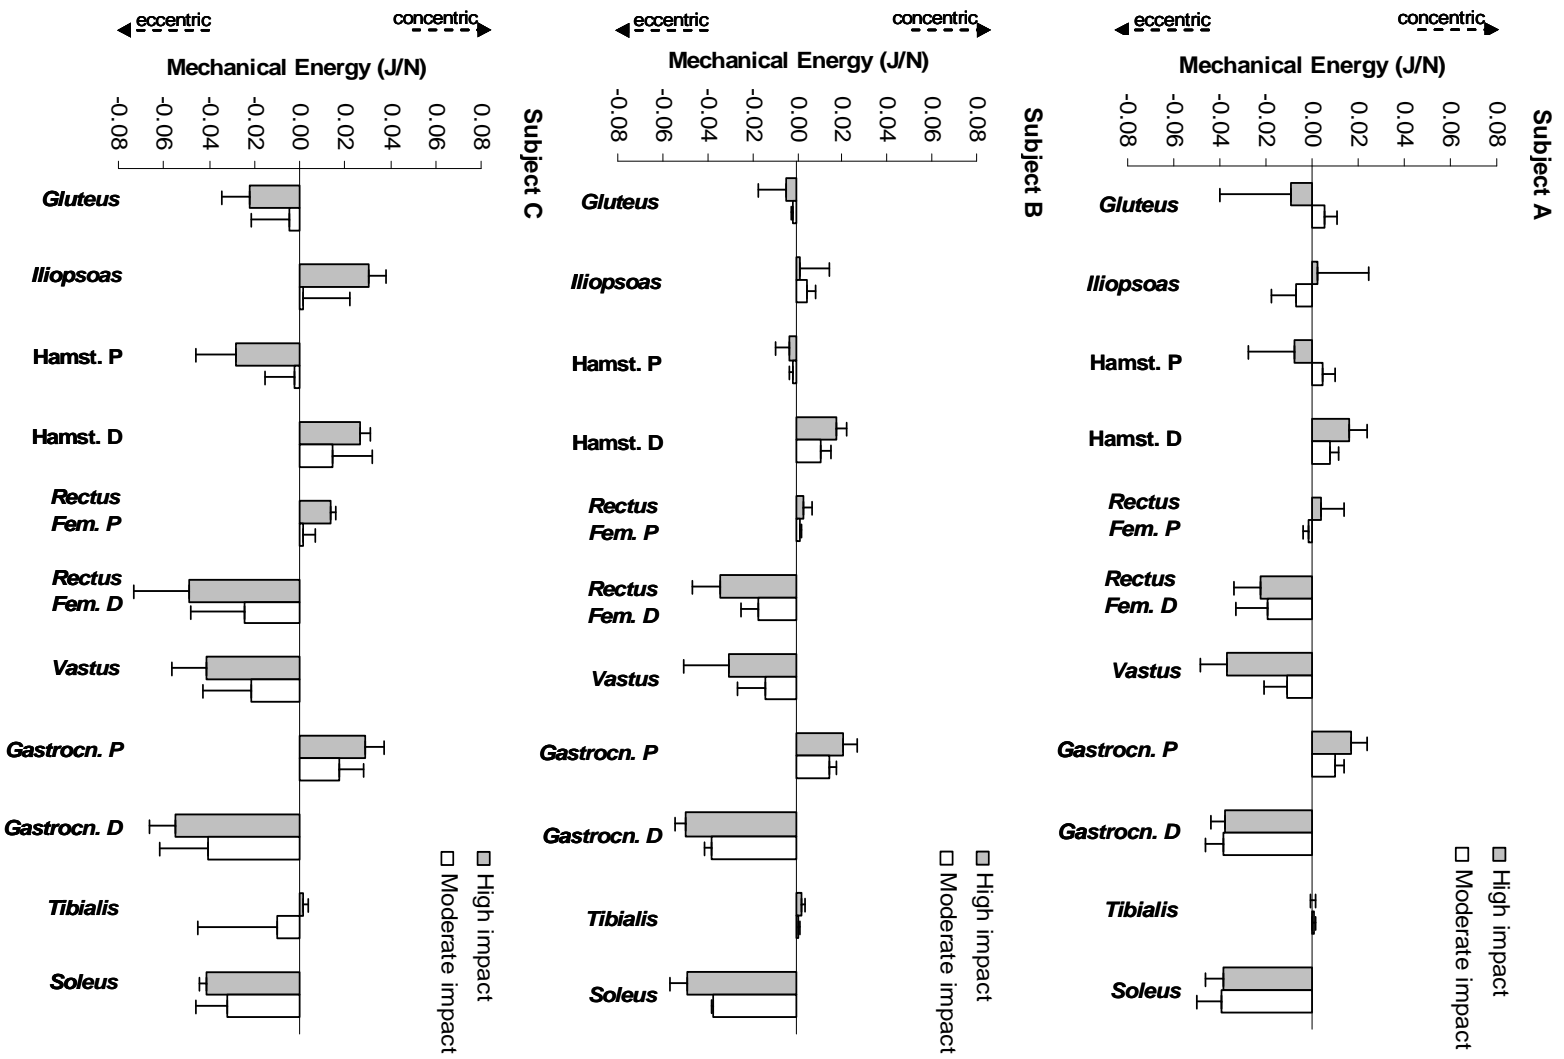 Subject A
concentric
eccentric
Mechanical Energy (J/N)
0.08
0.06
0.04
0.02
0.00
-0.02
-0.04
-0.06
-0.08
High impact
Moderate impact
Gluteus
Iliopsoas
Hamst. P
Hamst. D
Rectus
Fem. P
Rectus
Fem. D
Vastus
Gastrocn. P
Gastrocn. D
Tibialis
Soleus
Subject B
concentric
eccentric
Mechanical Energy (J/N)
0.08
0.06
0.04
0.02
0.00
-0.02
-0.04
-0.06
-0.08
High impact
Moderate impact
Gluteus
Iliopsoas
Hamst. P
Hamst. D
Rectus
Fem. P
Rectus
Fem. D
Vastus
Gastrocn. P
Gastrocn. D
Tibialis
Soleus
Subject C
concentric
eccentric
Mechanical Energy (J/N)
0.08
0.06
0.04
0.02
0.00
-0.02
-0.04
-0.06
-0.08
High impact
Moderate impact
Gluteus
Iliopsoas
Hamst. P
Hamst. D
Rectus
Fem. P
Rectus
Fem. D
Vastus
Gastrocn. P
Gastrocn. D
Tibialis
Soleus